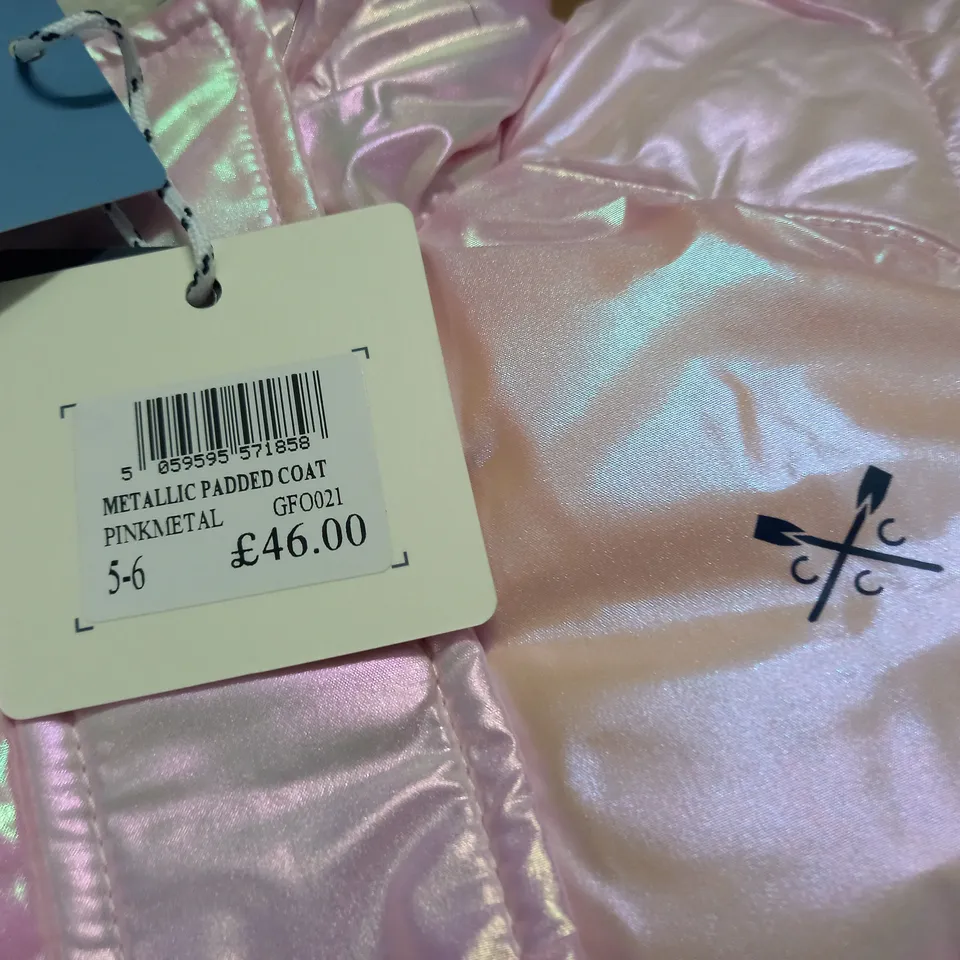 5 059595 571858
METALLIC PADDED COAT
PINKMETAL GFO021
5-6 £46.00
C
C C